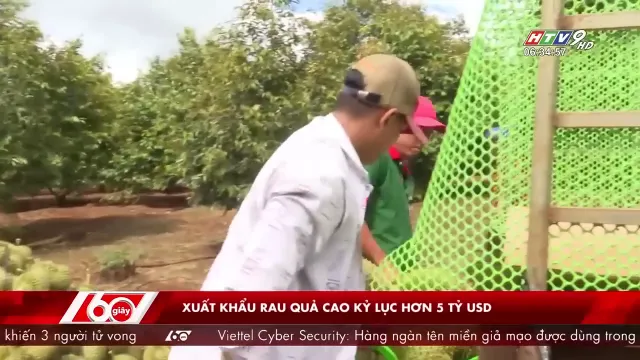 HTV9 HD
06:34:57
60 giây
XUẤT KHẨU RAU QUẢ CAO KỶ LỤC HƠN 5 TỶ USD
khiến 3 người tử vong 60 Viettel Cyber Security: Hàng ngàn tên miền giả mạo được dùng trong